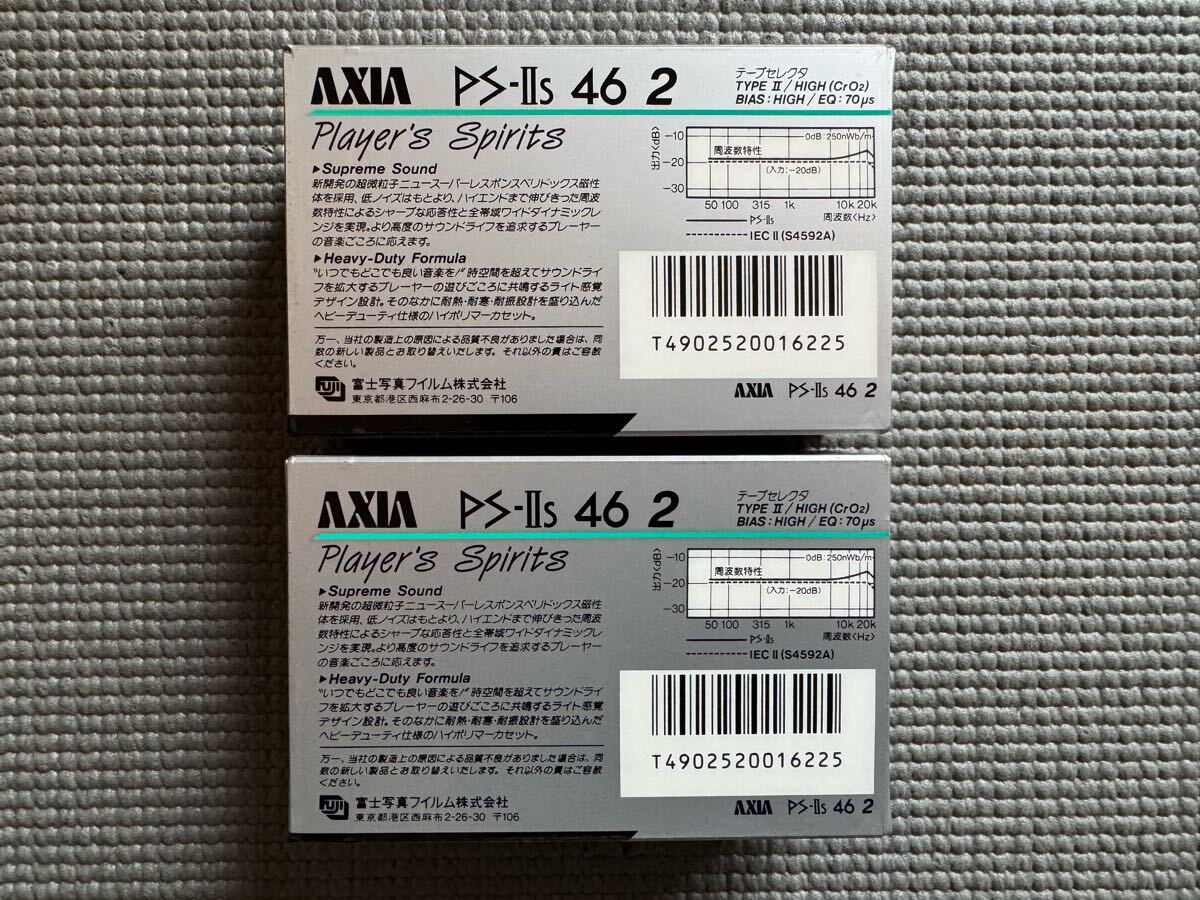 AXIA PS-IIs 46 2
テープセレクタ
TYPE II / HIGH (CrO₂)
BIAS : HIGH / EQ : 70μs
Player's Spirits
▶Supreme Sound
新開発の超微粒子ニュースーパーレスポンスベリドックス磁性
体を採用、低ノイズはもとより、ハイエンドまで伸びきった周波
数特性によるシャープな応答性と全帯域ワイドダイナミックレ
ンジを実現。より高度のサウンドライフを追求するプレーヤー
の音楽ごころに応えます。
▶Heavy-Duty Formula
"いつでもどこでも良い音楽を!"時空間を超えてサウンドライ
フを拡大するプレーヤーの遊びごころに共鳴するライト感覚
デザイン設計。そのなかに耐熱・耐寒・耐振設計を盛り込んだ
ヘビーデューティ仕様のハイポリマーカセット。
万一、当社の製造上の原因による品質不良がありました場合は、同
数の新しい製品とお取り替えいたします。それ以外の責はご容赦
ください。
FUJI 富士写真フイルム株式会社
東京都港区西麻布2-26-30 〒106
出力<dB>
-10
-20
-30
0dB : 250nWb/m
周波数特性
(入力:-20dB)
50 100 315 1k 10k 20k
周波数<Hz>
PS-IIs
IEC II (S4592A)
T4902520016225
AXIA PS-IIs 46 2
AXIA PS-IIs 46 2
テープセレクタ
TYPE II / HIGH (CrO₂)
BIAS : HIGH / EQ : 70μs
Player's Spirits
▶Supreme Sound
新開発の超微粒子ニュースーパーレスポンスベリドックス磁性
体を採用、低ノイズはもとより、ハイエンドまで伸びきった周波
数特性によるシャープな応答性と全帯域ワイドダイナミックレ
ンジを実現。より高度のサウンドライフを追求するプレーヤー
の音楽ごころに応えます。
▶Heavy-Duty Formula
"いつでもどこでも良い音楽を!"時空間を超えてサウンドライ
フを拡大するプレーヤーの遊びごころに共鳴するライト感覚
デザイン設計。そのなかに耐熱・耐寒・耐振設計を盛り込んだ
ヘビーデューティ仕様のハイポリマーカセット。
万一、当社の製造上の原因による品質不良がありました場合は、同
数の新しい製品とお取り替えいたします。それ以外の責はご容赦
ください。
FUJI 富士写真フイルム株式会社
東京都港区西麻布2-26-30 〒106
出力<dB>
-10
-20
-30
0dB : 250nWb/m
周波数特性
(入力:-20dB)
50 100 315 1k 10k 20k
周波数<Hz>
PS-IIs
IEC II (S4592A)
T4902520016225
AXIA PS-IIs 46 2